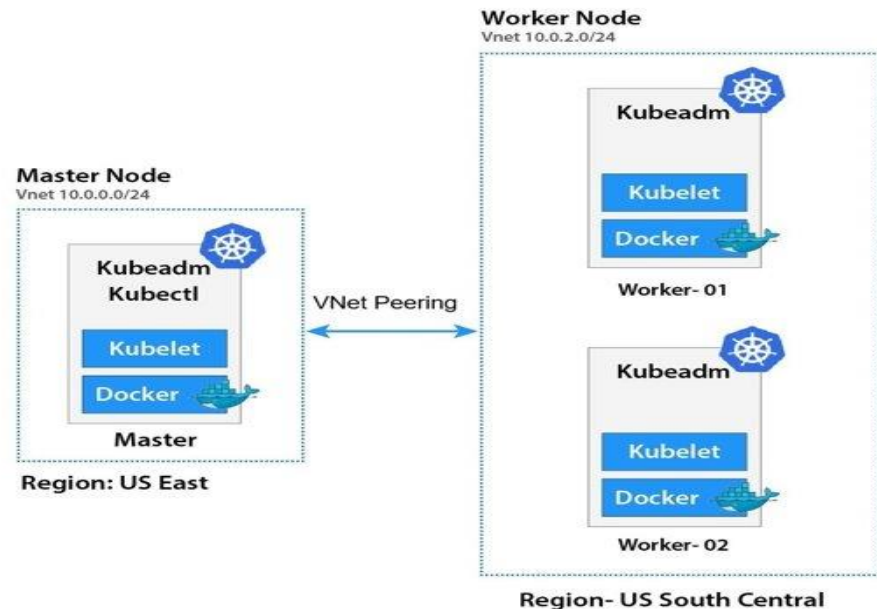 Master Node
Vnet 10.0.0.0/24
Kubeadm
Kubectl
Kubelet
Docker
Master
Region: US East
VNet Peering
Worker Node
Vnet 10.0.2.0/24
Kubeadm
Kubelet
Docker
Worker- 01
Kubeadm
Kubelet
Docker
Worker- 02
Region- US South Central